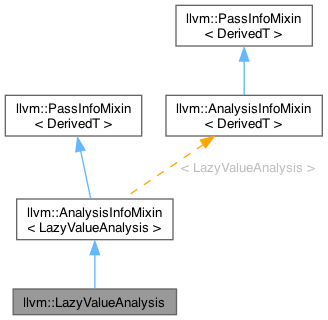 llvm::PassInfoMixin
< DerivedT >
llvm::PassInfoMixin
< DerivedT >
llvm::AnalysisInfoMixin
< DerivedT >
< LazyValueAnalysis >
llvm::AnalysisInfoMixin
< LazyValueAnalysis >
llvm::LazyValueAnalysis